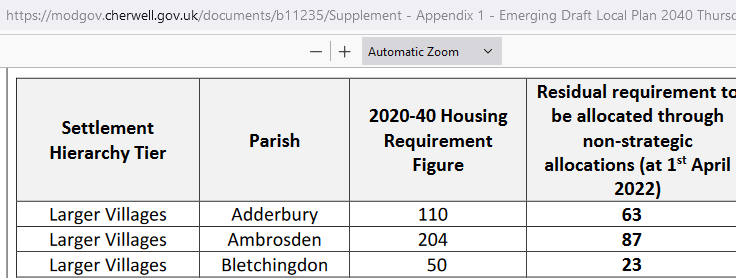 https://modgov.cherwell.gov.uk/documents/b11235/Supplement - Appendix 1 - Emerging Draft Local Plan 2040
— + Automatic Zoom
Settlement Hierarchy Tier Parish 2020-40 Housing Requirement Figure Residual requirement to be allocated through non-strategic allocations (at 1st April 2022)
Larger Villages Adderbury 110 63
Larger Villages Ambrosden 204 87
Larger Villages Bletchingdon 50 23